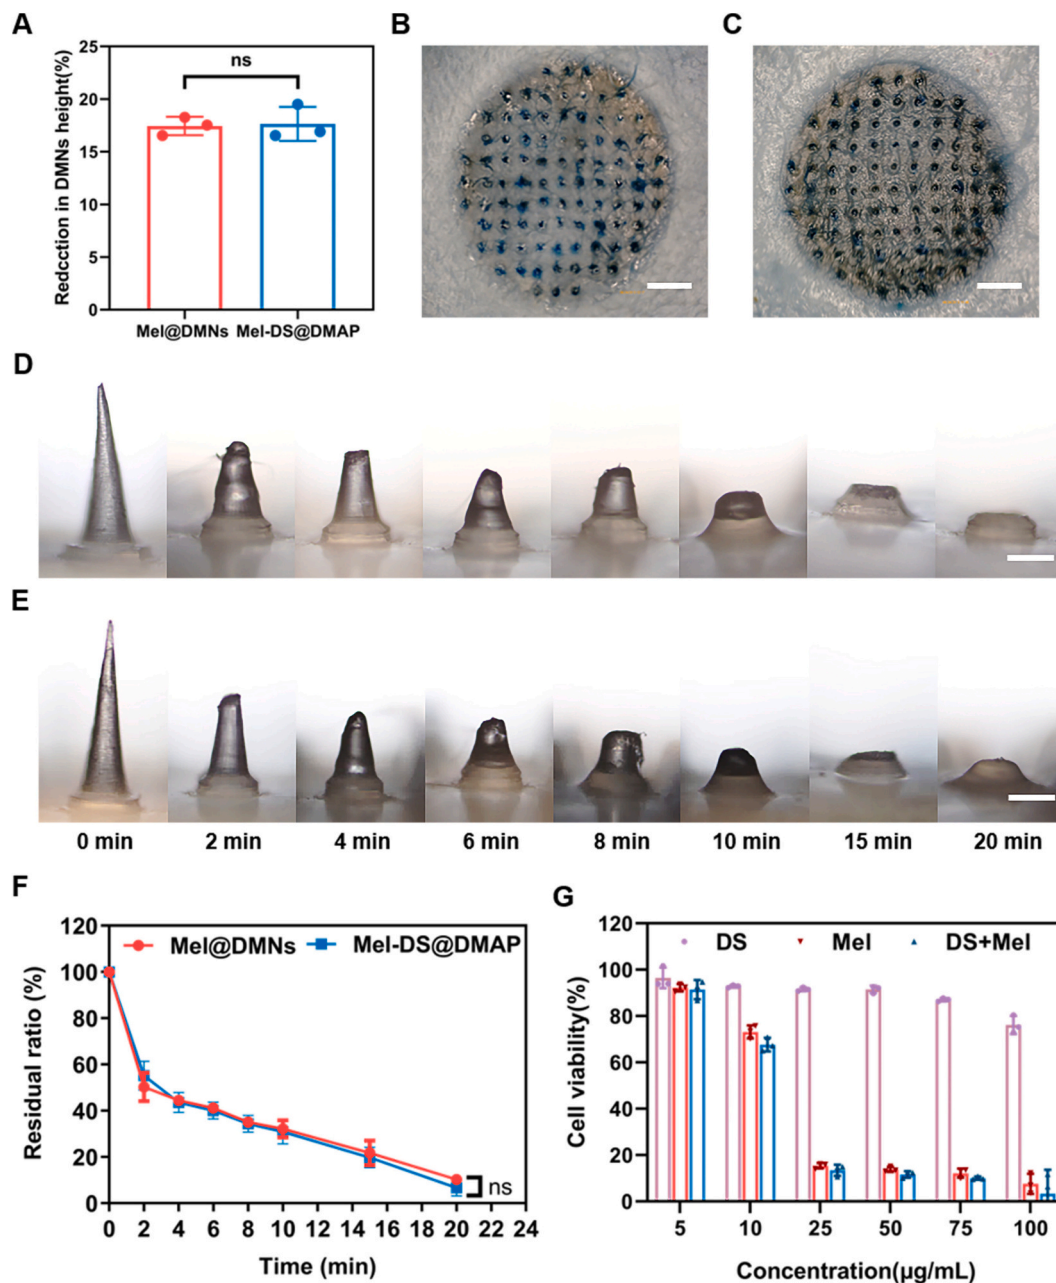 A
B
C
Redcction in DMNs height(%)
25
20
15
10
5
0
ns
Mel@DMNs
Mel-DS@DMAP
D
E
0 min
2 min
4 min
6 min
8 min
10 min
15 min
20 min
F
G
Residual ratio (%)
120
100
80
60
40
20
0
Mel@DMNs
Mel-DS@DMAP
ns
0 2 4 6 8 10 12 14 16 18 20 22 24
Time (min)
Cell viability(%)
120
100
80
60
40
20
0
DS
Mel
DS+Mel
5 10 25 50 75 100
Concentration(μg/mL)